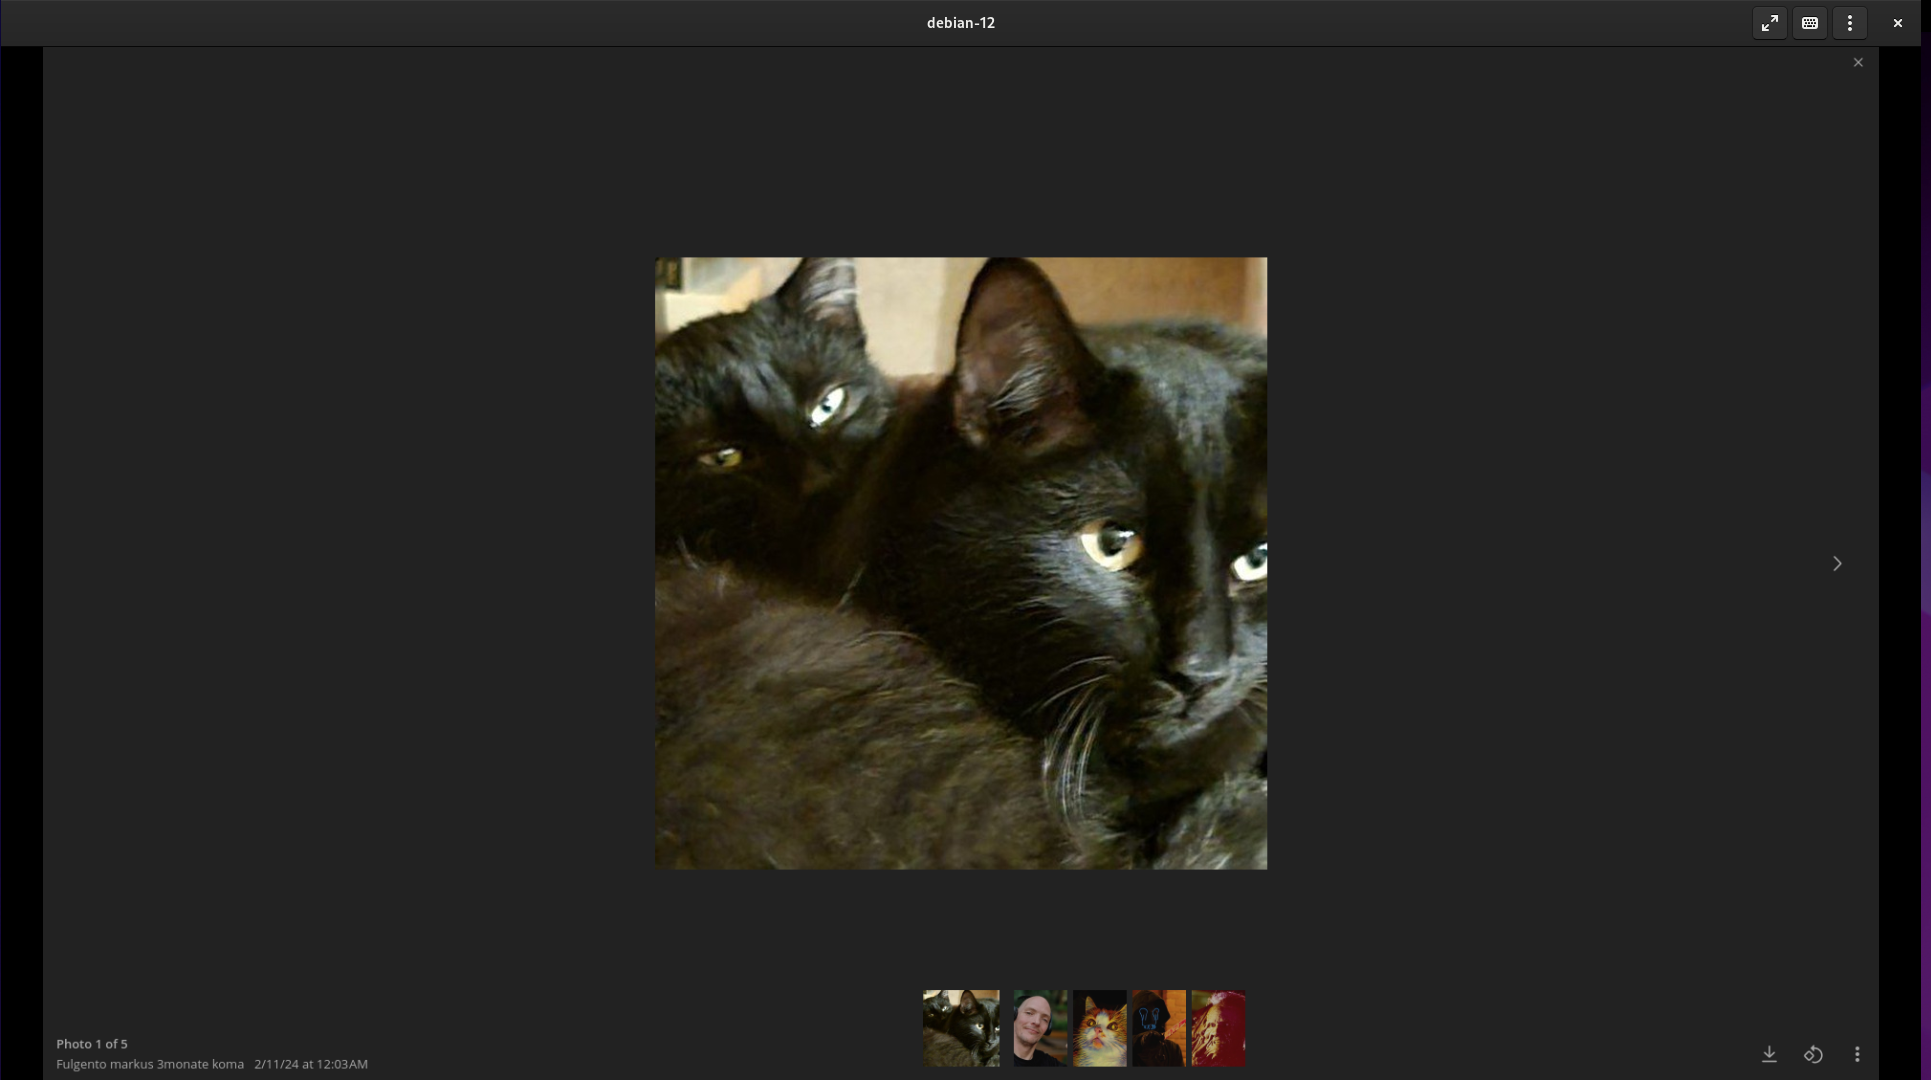 debian-12
Photo 1 of 5
Fulgento markus 3monate koma 2/11/24 at 12:03AM